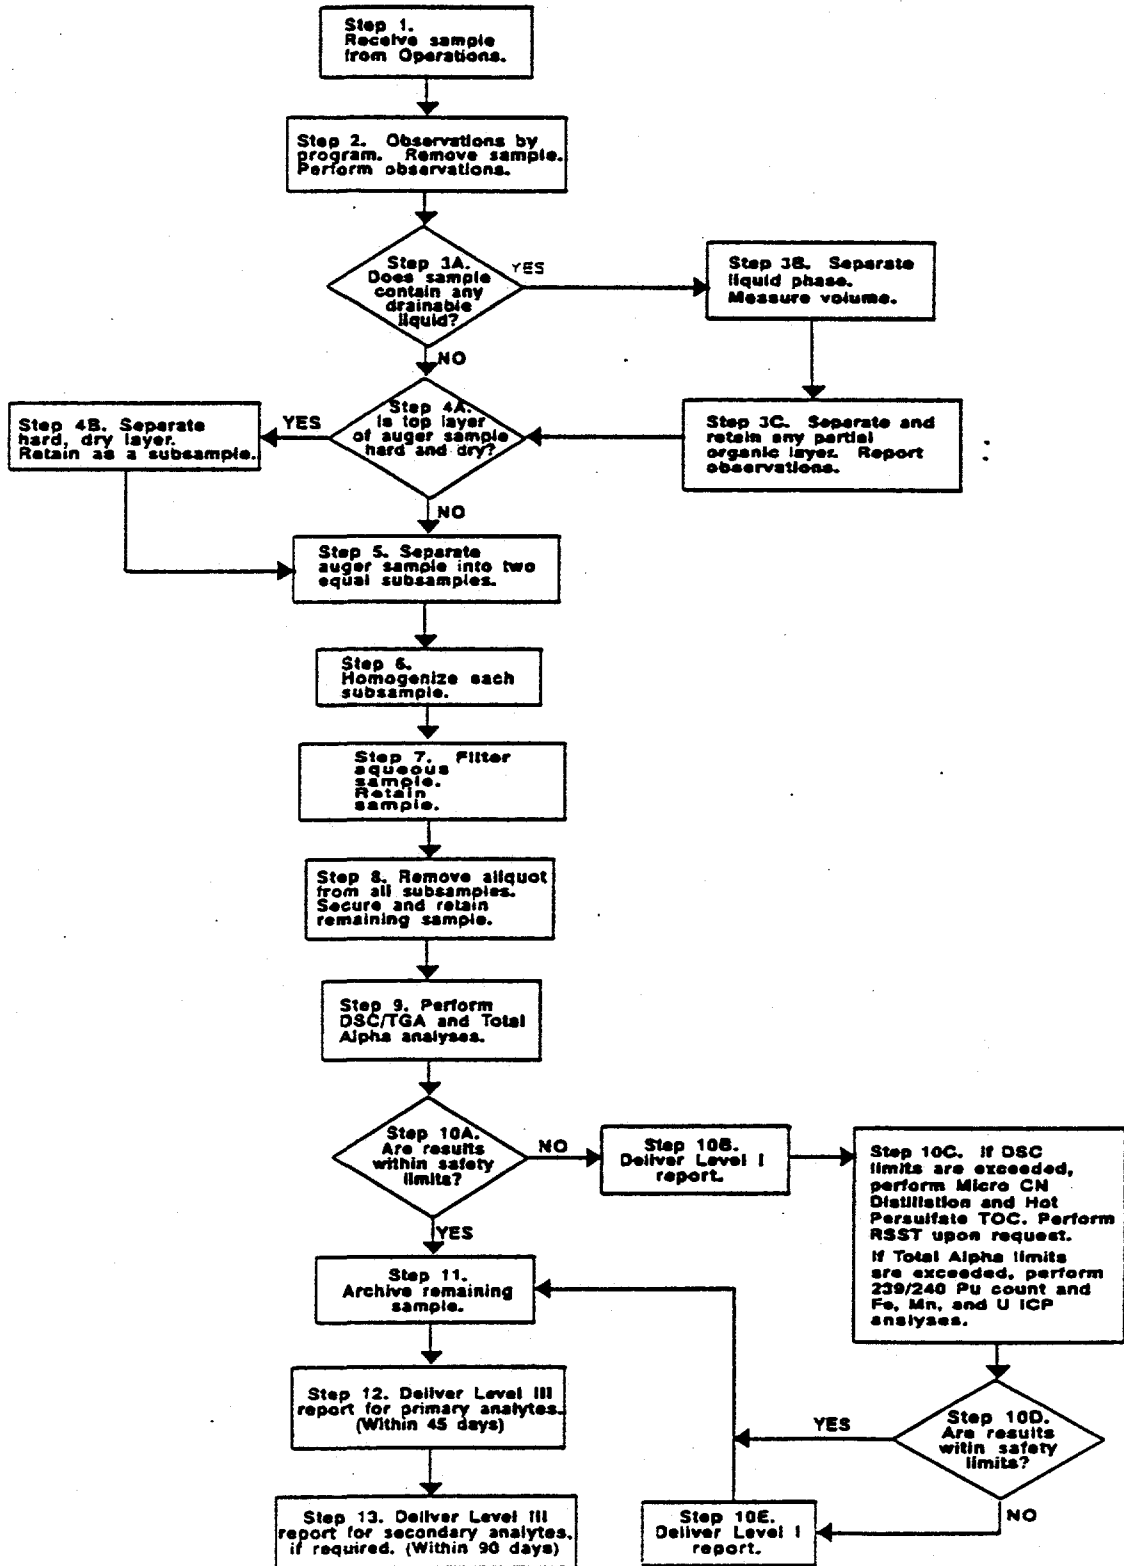 Step 1.
Receive sample
from Operations.
Step 2. Observations by
program. Remove sample.
Perform observations.
Step 3A.
Does sample
contain any
drainable
liquid?
YES
Step 3B. Separate
liquid phase.
Measure volume.
NO
Step 4A.
Is top layer
of auger sample
hard and dry?
YES
Step 4B. Separate
hard, dry layer.
Retain as a subsample.
Step 3C. Separate and
retain any partial
organic layer. Report
observations.
NO
Step 5. Separate
auger sample into two
equal subsamples.
Step 6.
Homogenize each
subsample.
Step 7. Filter
aqueous
sample.
Retain
sample.
Step 8. Remove aliquot
from all subsamples.
Secure and retain
remaining sample.
Step 9. Perform
DSC/TGA and Total
Alpha analyses.
Step 10A.
Are results
within safety
limits?
NO
Step 10B.
Deliver Level I
report.
Step 10C. If DSC
limits are exceeded,
perform Micro CN
Distillation and Hot
Persulfate TOC. Perform
RSST upon request.
If Total Alpha limits
are exceeded, perform
239/240 Pu count and
Fe, Mn, and U ICP
analyses.
YES
Step 11.
Archive remaining
sample.
Step 12. Deliver Level III
report for primary analytes.
(Within 45 days)
YES
Step 10D.
Are results
witin safety
limits?
NO
Step 10E.
Deliver Level I
report.
Step 13. Deliver Level III
report for secondary analytes,
if required. (Within 90 days)